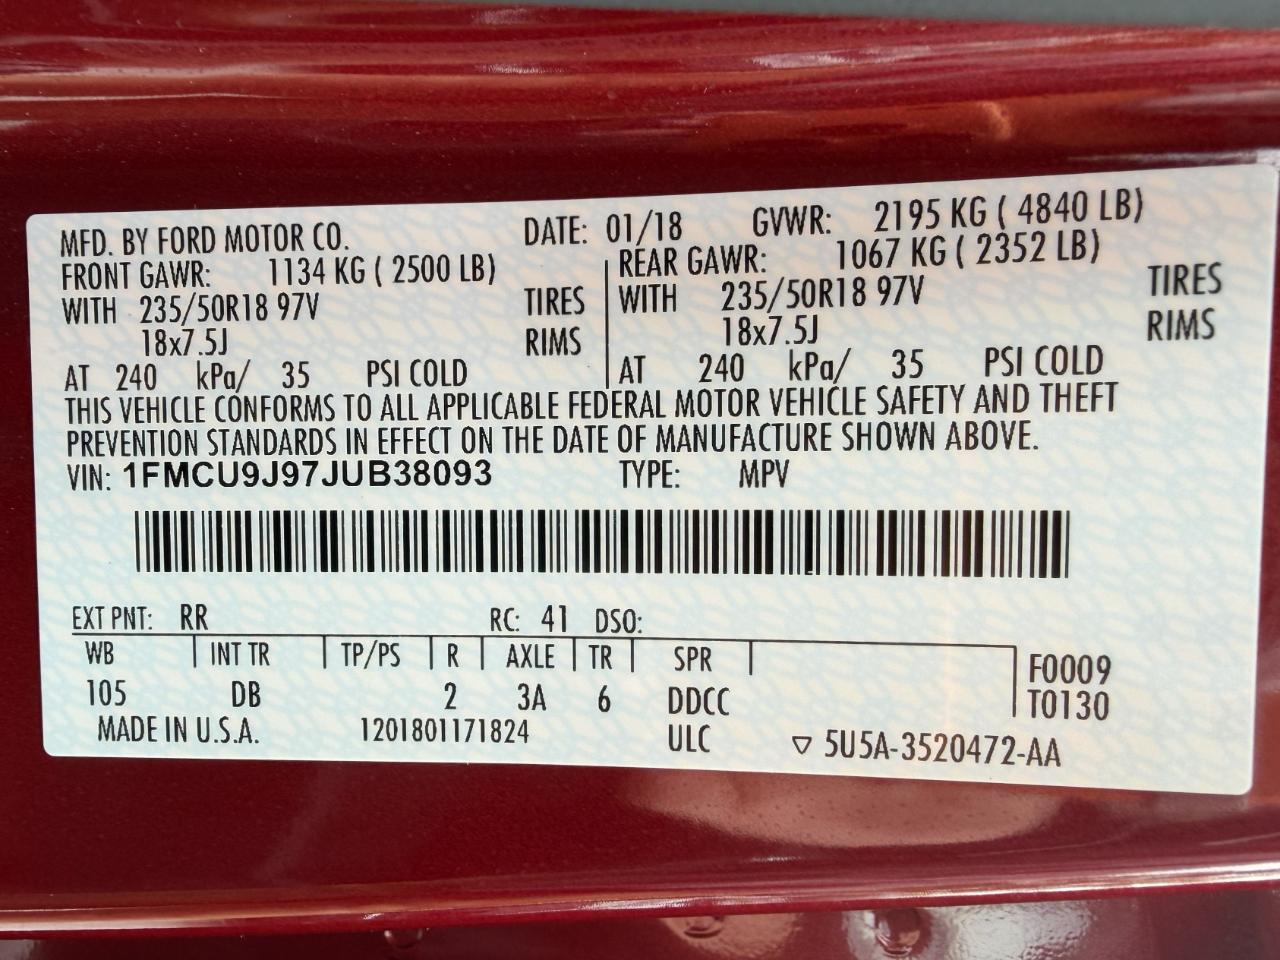 MFD. BY FORD MOTOR CO. DATE: 01/18 GVWR: 2195 KG ( 4840 LB)
FRONT GAWR: 1134 KG ( 2500 LB) REAR GAWR: 1067 KG ( 2352 LB)
WITH 235/50R18 97V TIRES WITH 235/50R18 97V TIRES
18x7.5J RIMS 18x7.5J RIMS
AT 240 kPa/ 35 PSI COLD AT 240 kPa/ 35 PSI COLD
THIS VEHICLE CONFORMS TO ALL APPLICABLE FEDERAL MOTOR VEHICLE SAFETY AND THEFT
PREVENTION STANDARDS IN EFFECT ON THE DATE OF MANUFACTURE SHOWN ABOVE.
VIN: 1FMCU9J97JUB38093 TYPE: MPV
EXT PNT: RR RC: 41 DSO:
WB INT TR TP/PS R AXLE TR SPR F0009
105 DB 2 3A 6 DDCC T0130
MADE IN U.S.A. 1201801171824 ULC ▽ 5U5A-3520472-AA